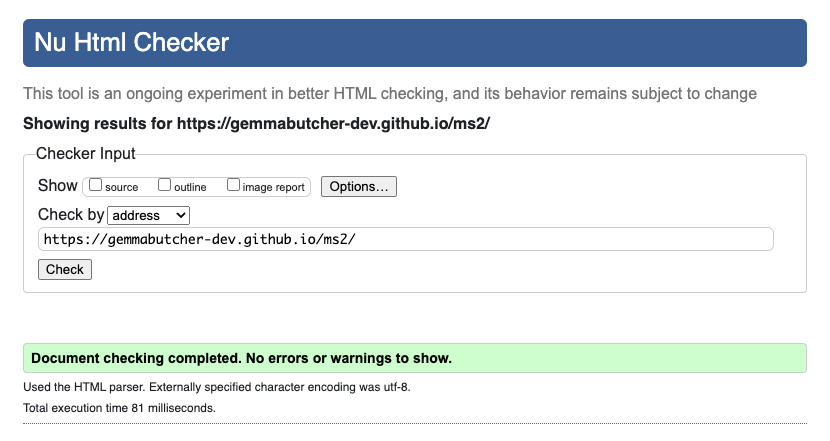 Nu Html Checker
This tool is an ongoing experiment in better HTML checking, and its behavior remains subject to change
Showing results for https://gemmabutcher-dev.github.io/ms2/
Checker Input
Show source outline image report Options...
Check by address
https://gemmabutcher-dev.github.io/ms2/
Check
Document checking completed. No errors or warnings to show.
Used the HTML parser. Externally specified character encoding was utf-8.
Total execution time 81 milliseconds.